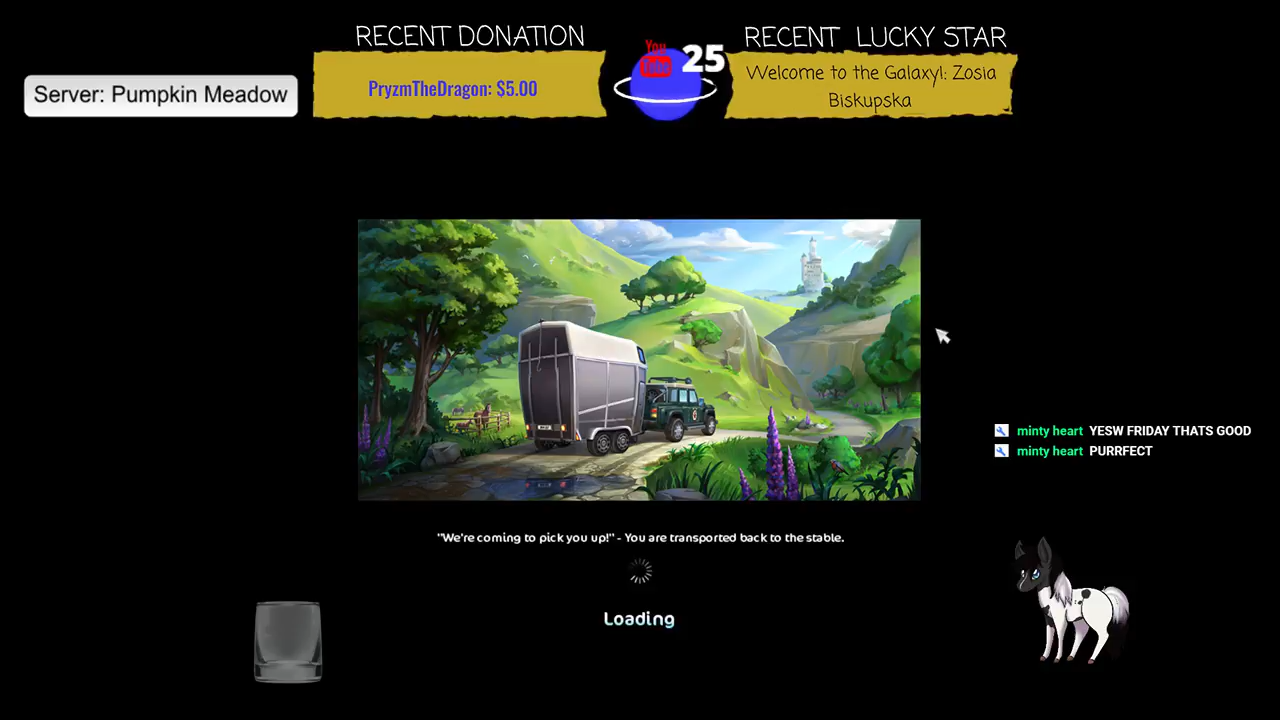 RECENT DONATION
RECENT LUCKY STAR
You
Tube
25
Server: Pumpkin Meadow
PryzmTheDragon: $5.00
Welcome to the Galaxy!: Zosia
Biskupska
minty heart YESW FRIDAY THATS GOOD
minty heart PURRFECT
"We're coming to pick you up!" - You are transported back to the stable.
Loading